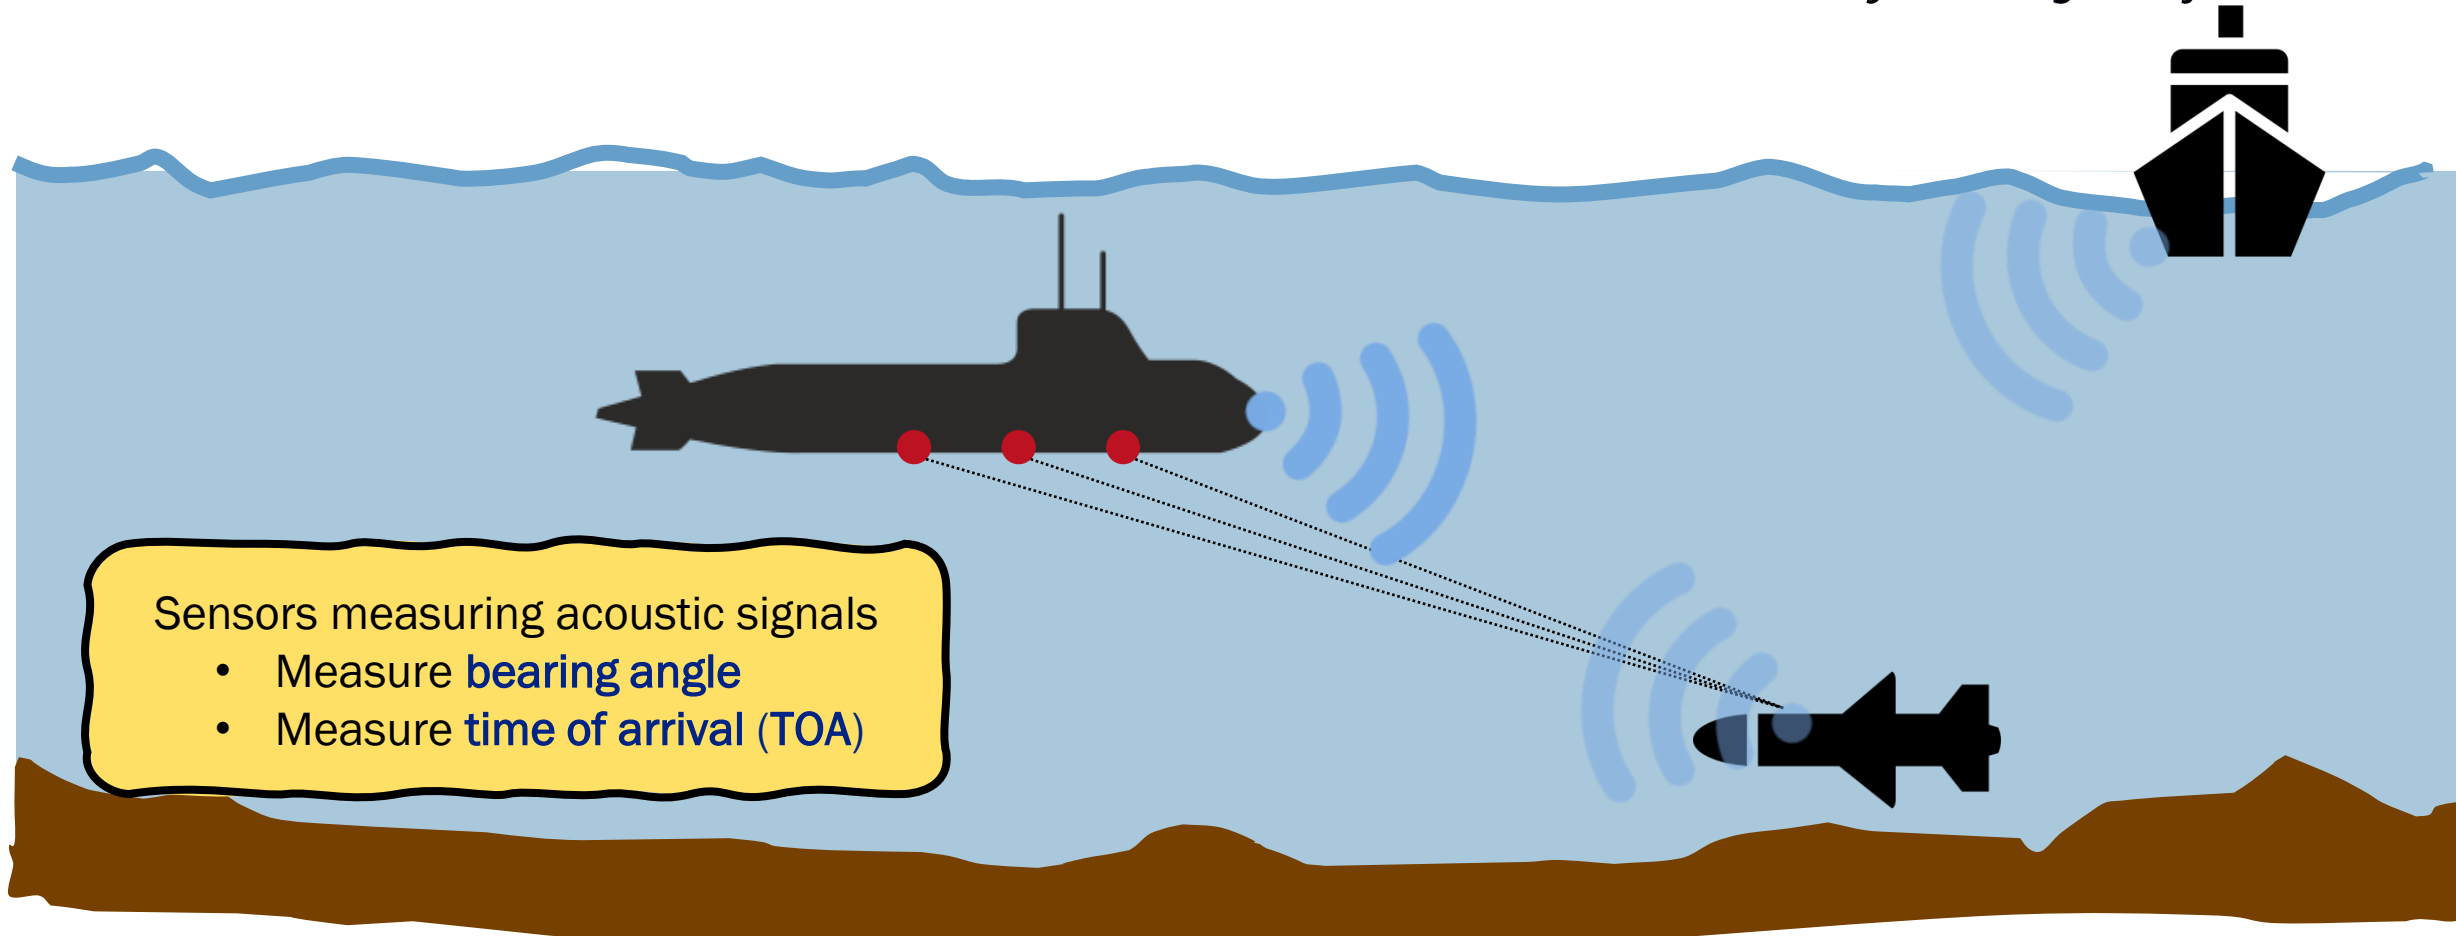 Sensors measuring acoustic signals
• Measure bearing angle
• Measure time of arrival (TOA)